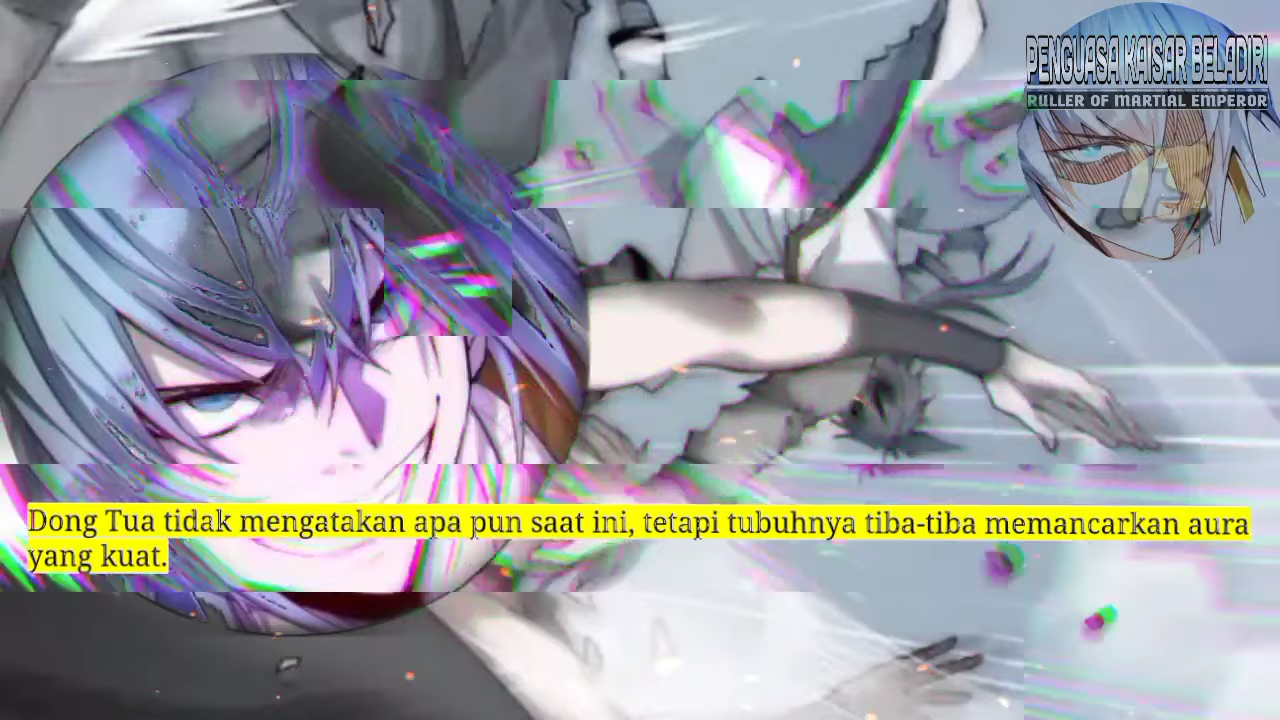 PENGUASA KAISAR BELADIRI
RULLER OF MARTIAL EMPEROR
Dong Tua tidak mengatakan apa pun saat ini, tetapi tubuhnya tiba-tiba memancarkan aura
yang kuat.